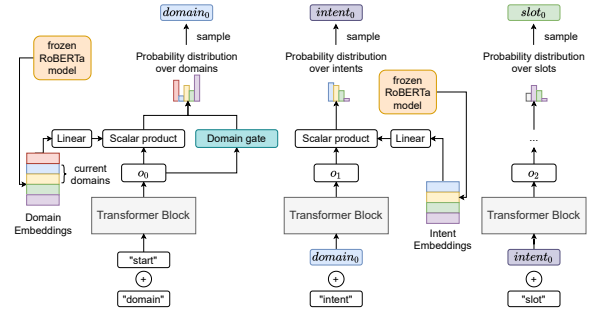 domain₀
sample
Probability distribution
over domains
frozen
RoBERTa
model
Linear
Scalar product
Domain gate
current
domains
o₀
Domain
Embeddings
Transformer Block
"start"
+
"domain"
intent₀
sample
Probability distribution
over intents
frozen
RoBERTa
model
Scalar product
Linear
o₁
Transformer Block
Intent
Embeddings
domain₀
+
"intent"
slot₀
sample
Probability distribution
over slots
...
o₂
Transformer Block
intent₀
+
"slot"